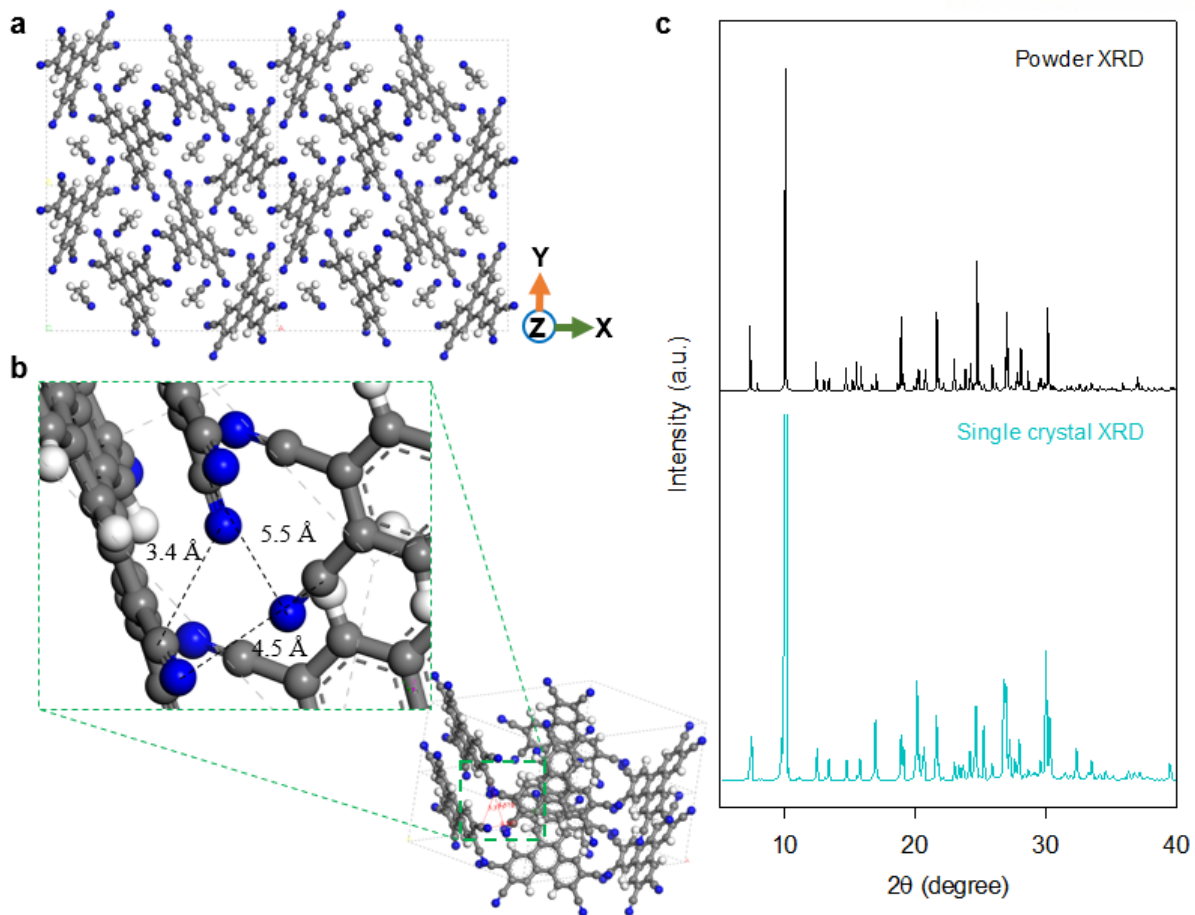 a
Y
Z
X
b
3.4 Å
5.5 Å
4.5 Å
c
Powder XRD
Single crystal XRD
Intensity (a.u.)
10
20
30
40
2θ (degree)